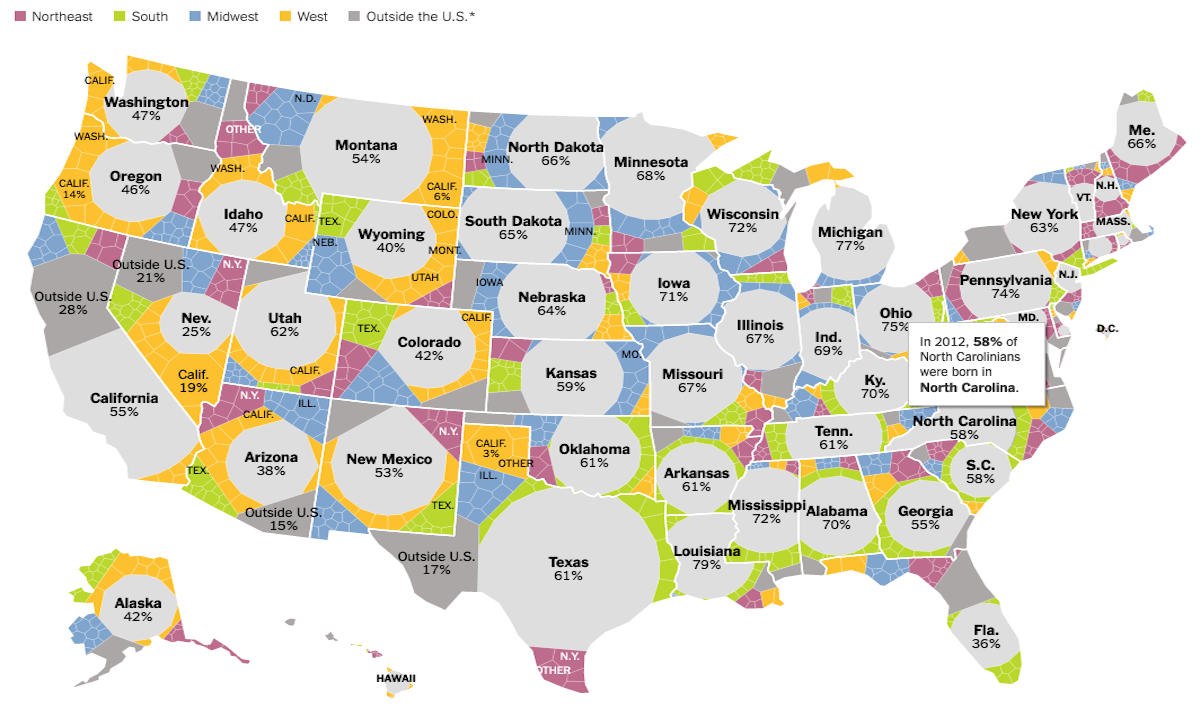 Northeast
South
Midwest
West
Outside the U.S.*
CALIF.
Washington
47%
WASH.
Oregon
46%
CALIF.
14%
OTHER
WASH.
Idaho
47%
CALIF.
N.D.
Montana
54%
WASH.
CALIF.
6%
TEX.
NEB.
Wyoming
40%
COLO.
MONT.
UTAH
MINN.
North Dakota
66%
South Dakota
65%
MINN.
IOWA
Nebraska
64%
Minnesota
68%
Wisconsin
72%
Michigan
77%
Iowa
71%
Illinois
67%
Ind.
69%
Ohio
75%
Me.
66%
N.H.
VT.
MASS.
New York
63%
Pennsylvania
74%
N.J.
MD.
D.C.
In 2012, 58% of
North Carolinians
were born in
North Carolina.
Outside U.S.
28%
California
55%
Outside U.S.
21%
N.Y.
Nev.
25%
Calif.
19%
Utah
62%
CALIF.
TEX.
Colorado
42%
CALIF.
Kansas
59%
MO.
Missouri
67%
Ky.
70%
Tenn.
61%
North Carolina
58%
S.C.
58%
N.Y.
CALIF.
ILL.
Arizona
38%
TEX.
Outside U.S.
15%
New Mexico
53%
N.Y.
TEX.
CALIF.
3%
OTHER
ILL.
Oklahoma
61%
Arkansas
61%
Mississippi
72%
Alabama
70%
Georgia
55%
Louisiana
79%
Outside U.S.
17%
Texas
61%
N.Y.
OTHER
Fla.
36%
Alaska
42%
HAWAII